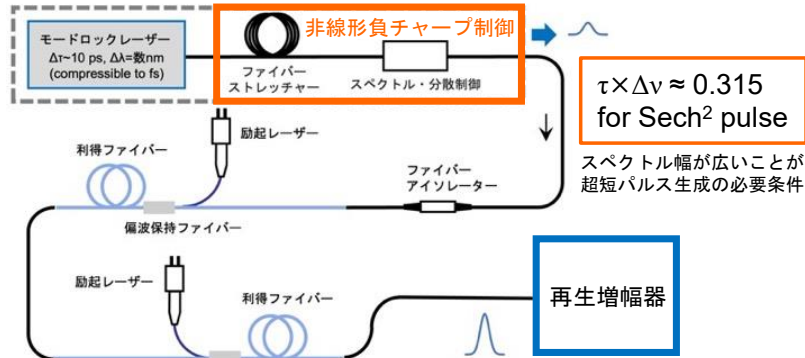 モードロックレーザー
Δτ~10 ps, Δλ=数nm
(compressible to fs)
非線形負チャープ制御
ファイバー
ストレッチャー
スペクトル・分散制御
τ×Δν ≈ 0.315
for Sech² pulse
スペクトル幅が広いことが
超短パルス生成の必要条件
励起レーザー
利得ファイバー
ファイバー
アイソレーター
偏波保持ファイバー
励起レーザー
利得ファイバー
再生増幅器